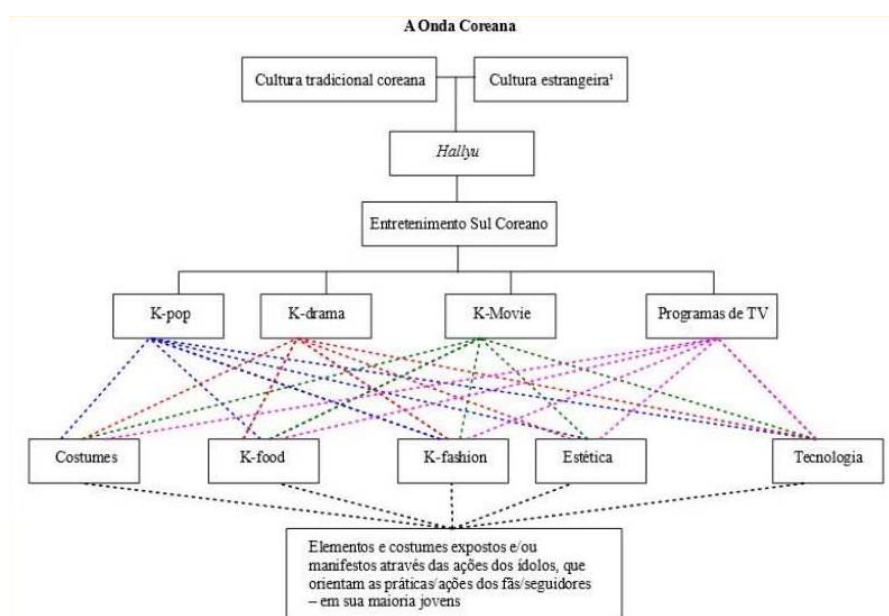 A Onda Coreana
Cultura tradicional coreana
Cultura estrangeira¹
Hallyu
Entretenimento Sul Coreano
K-pop
K-drama
K-Movie
Programas de TV
Costumes
K-food
K-fashion
Estética
Tecnologia
Elementos e costumes expostos e/ou
manifestos através das ações dos ídolos, que
orientam as práticas/ações dos fãs/seguidores
– em sua maioria jovens